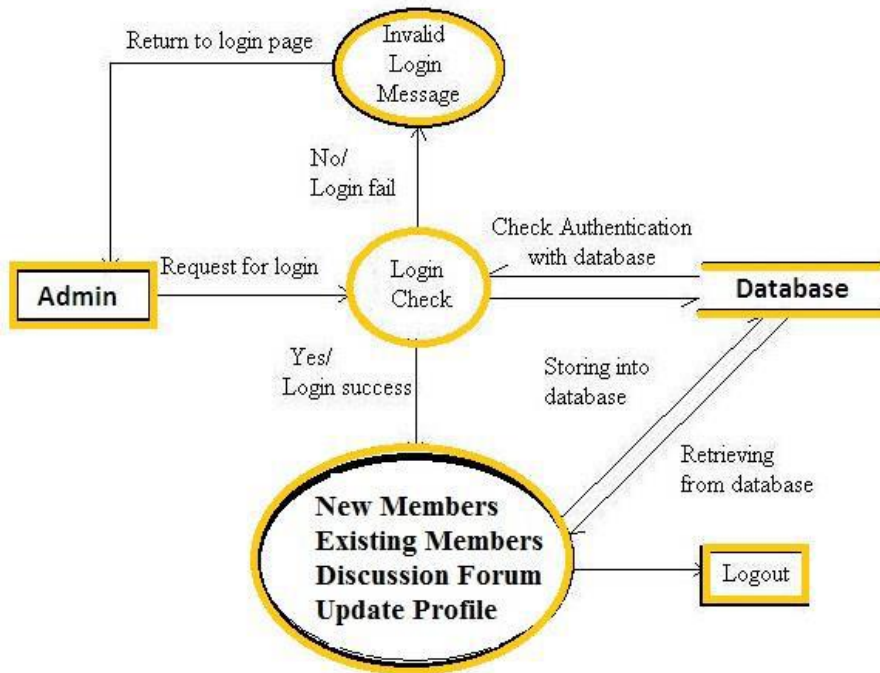 Return to login page
Invalid
Login
Message
No/
Login fail
Check Authentication
with database
Admin
Request for login
Login
Check
Database
Yes/
Login success
Storing into
database
Retrieving
from database
New Members
Existing Members
Discussion Forum
Update Profile
Logout